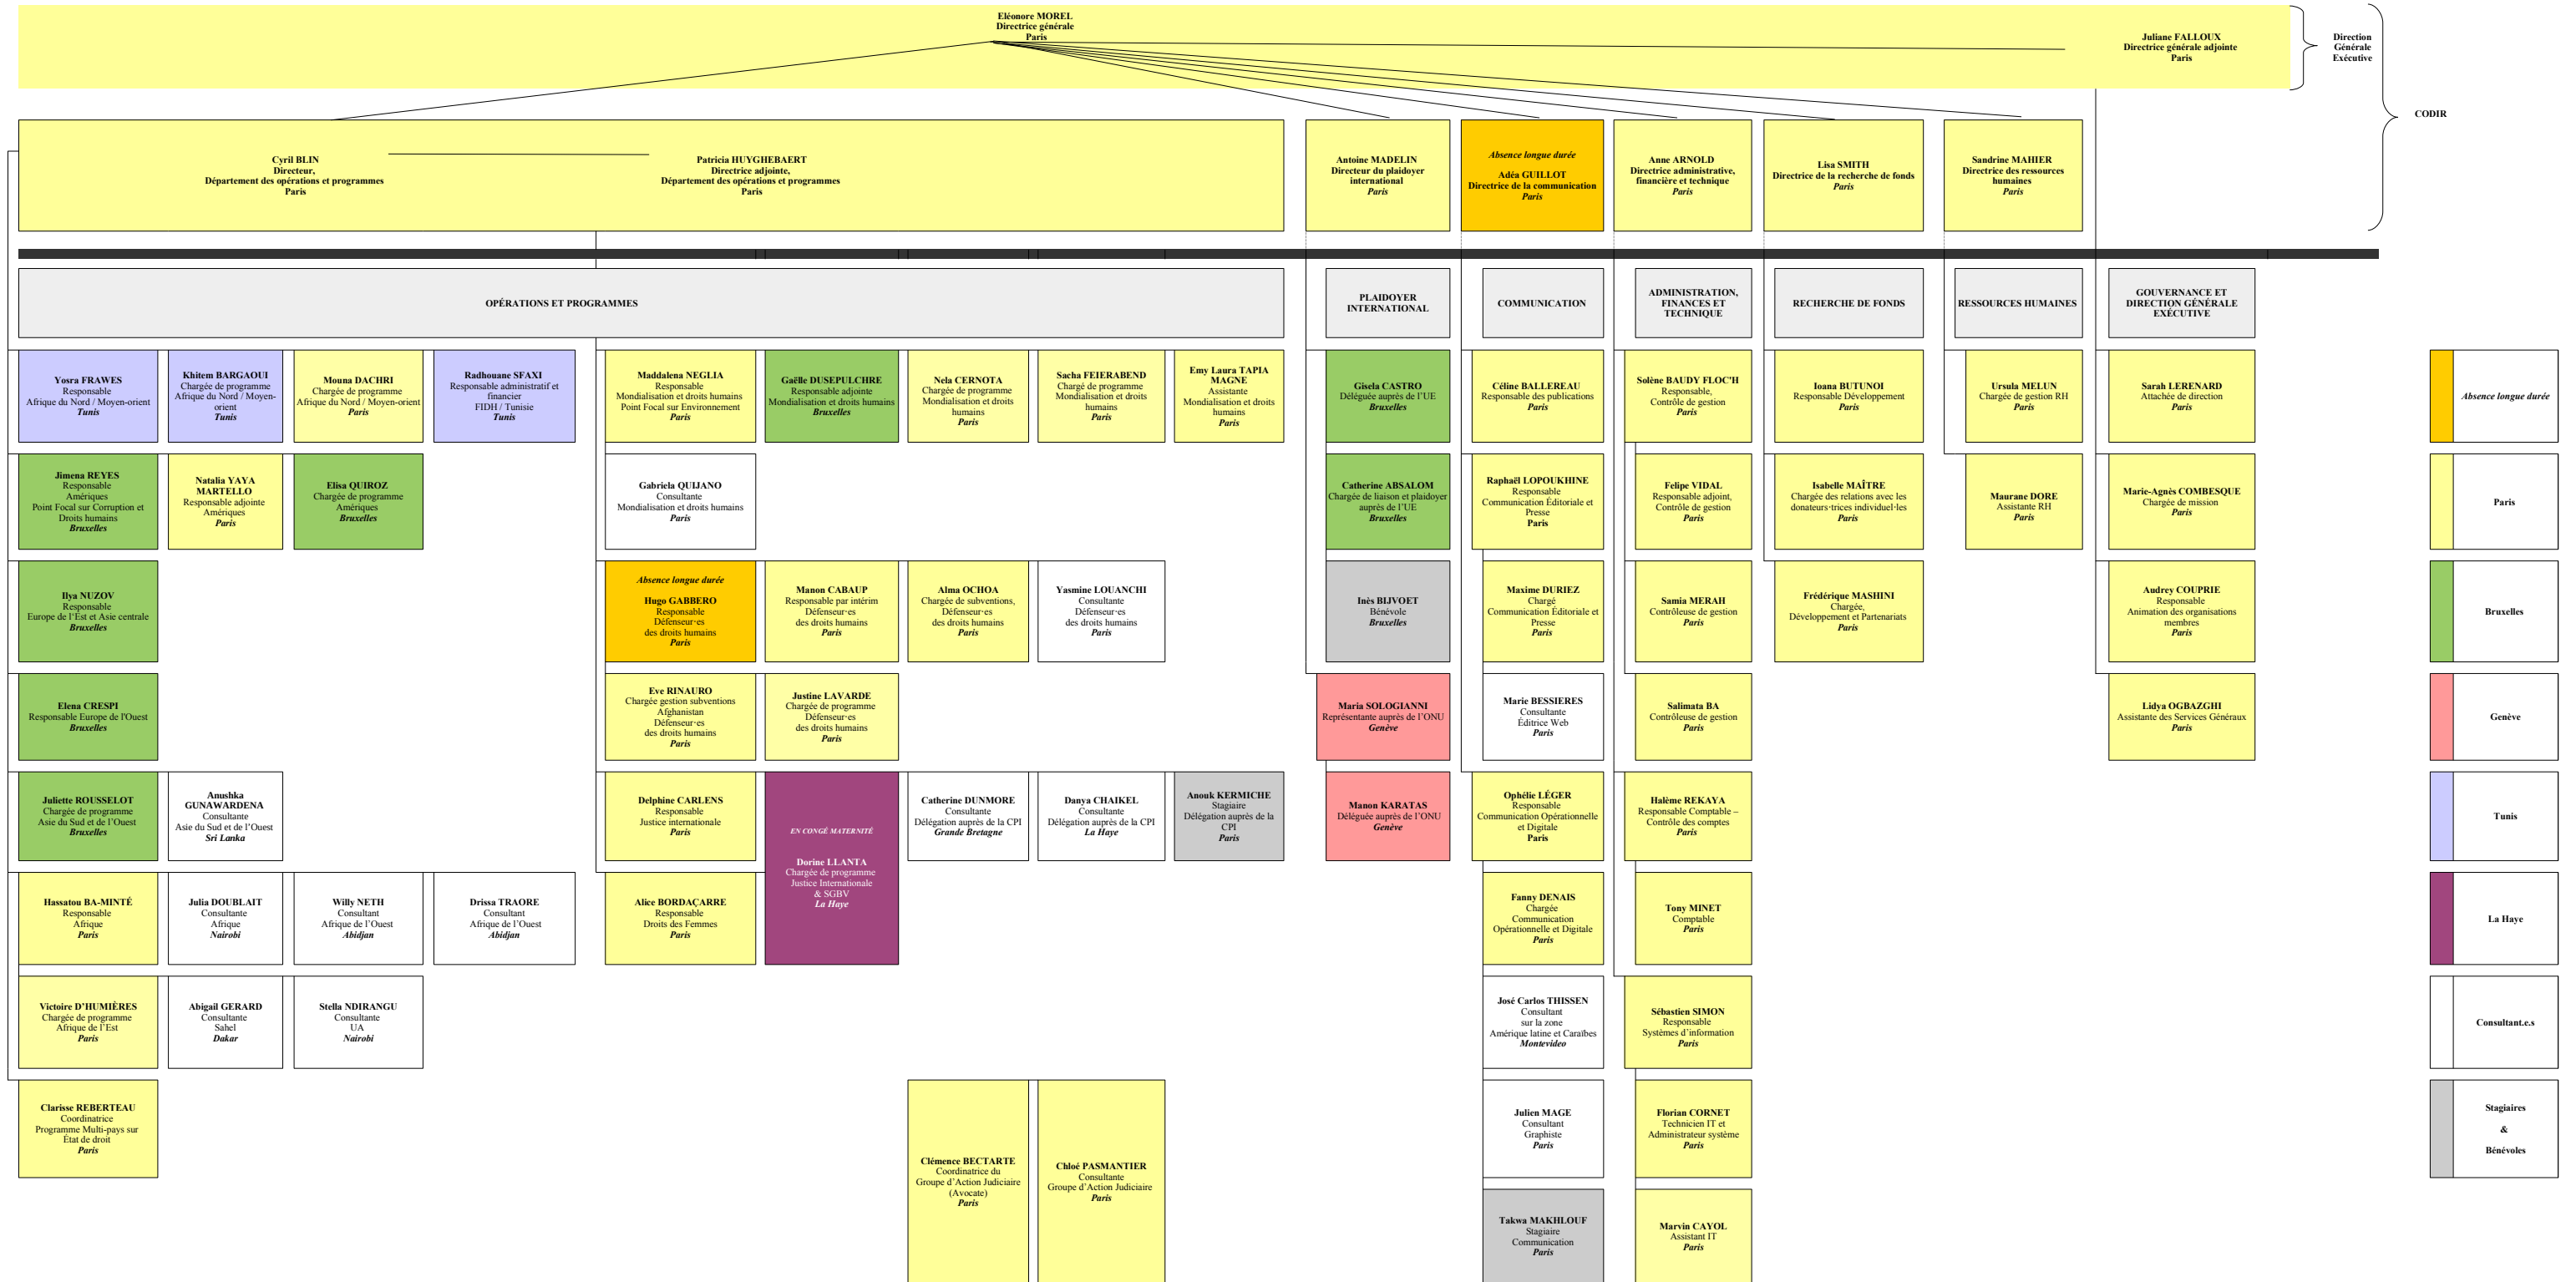 Eléonore MOREL
Directrice générale
Paris
Juliane FALLOUX
Directrice générale adjointe
Paris
Direction
Générale
Exécutive
CODIR
Cyril BLIN
Directeur,
Département des opérations et programmes
Paris
Patricia HUYGHEBAERT
Directrice adjointe,
Département des opérations et programmes
Paris
Antoine MADELIN
Directeur du plaidoyer
international
Paris
Absence longue durée
Adéa GUILLOT
Directrice de la communication
Paris
Anne ARNOLD
Directrice administrative,
financière et technique
Paris
Lisa SMITH
Directrice de la recherche de fonds
Paris
Sandrine MAHIER
Directrice des ressources
humaines
Paris
OPÉRATIONS ET PROGRAMMES
PLAIDOYER
INTERNATIONAL
COMMUNICATION
ADMINISTRATION,
FINANCES ET
TECHNIQUE
RECHERCHE DE FONDS
RESSOURCES HUMAINES
GOUVERNANCE ET
DIRECTION GÉNÉRALE
EXÉCUTIVE
Yosra FRAWES
Responsable
Afrique du Nord / Moyen-orient
Tunis
Khitem BARGAOUI
Chargée de programme
Afrique du Nord / Moyen-
orient
Tunis
Mouna DACHRI
Chargée de programme
Afrique du Nord / Moyen-orient
Paris
Radhouane SFAXI
Responsable administratif et
financier
FIDH / Tunisie
Tunis
Maddalena NEGLIA
Responsable
Mondialisation et droits humains
Point Focal sur Environement
Paris
Gaëlle DUSEPULCHRE
Responsable adjointe
Mondialisation et droits humains
Bruxelles
Nela CERNOTA
Chargée de programme
Mondialisation et droits
humains
Paris
Sacha FEIERABEND
Chargé de programme
Mondialisation et droits
humains
Paris
Emy Laura TAPIA
MAGNE
Assistante
Mondialisation et droits
humains
Paris
Gisela CASTRO
Déléguée auprès de l'UE
Bruxelles
Céline BALLEREAU
Responsable des publications
Paris
Solène BAUDY FLOC'H
Responsable,
Contrôle de gestion
Paris
Ioana BUTUNOI
Responsable Développement
Paris
Ursula MELUN
Chargée de gestion RH
Paris
Sarah LERENARD
Attachée de direction
Paris
Absence longue durée
Jimena REYES
Responsable
Amériques
Point Focal sur Corruption et
Droits humains
Bruxelles
Natalia YAYA
MARTELLO
Responsable adjointe
Amériques
Paris
Elisa QUIROZ
Chargée de programme
Amériques
Bruxelles
Gabriela QUIJANO
Consultante
Mondialisation et droits humains
Paris
Catherine ABSALOM
Chargée de liaison et plaidoyer
auprès de l'UE
Bruxelles
Raphaël LOPOUKHINE
Responsable
Communication Éditoriale et
Presse
Paris
Felipe VIDAL
Responsable adjoint,
Contrôle de gestion
Paris
Isabelle MAÎTRE
Chargée des relations avec les
donateurs·trices individuel·les
Paris
Maurane DORE
Assistante RH
Paris
Marie-Agnès COMBESQUE
Chargée de mission
Paris
Paris
Ilya NUZOV
Responsable
Europe de l'Est et Asie centrale
Bruxelles
Absence longue durée
Hugo GABBERO
Responsable
Défenseur·es
des droits humains
Paris
Manon CABAUP
Responsable par intérim
Défenseur·es
des droits humains
Paris
Alma OCHOA
Chargée de subventions,
Défenseur·es
des droits humains
Paris
Yasmine LOUANCHI
Consultante
Défenseur·es
des droits humains
Paris
Inès BIJVOET
Bénévole
Bruxelles
Maxime DURIEZ
Chargé
Communication Éditoriale et
Presse
Paris
Samia MERAH
Contrôleuse de gestion
Paris
Frédérique MASHINI
Chargée,
Développement et Partenariats
Paris
Audrey COUPRIE
Responsable
Animation des organisations
membres
Paris
Bruxelles
Elena CRESPI
Responsable Europe de l'Ouest
Bruxelles
Eve RINAURO
Chargée gestion subventions
Afghanistan
Défenseur·es
des droits humains
Paris
Justine LAVARDE
Chargée de programme
Défenseur·es
des droits humains
Paris
Maria SOLOGIANNI
Représentante auprès de l'ONU
Genève
Marie BESSIERES
Consultante
Éditrice Web
Paris
Salimata BA
Contrôleuse de gestion
Paris
Lidya OGBAZGHI
Assistante des Services Généraux
Paris
Genève
Juliette ROUSSELOT
Chargée de programme
Asie du Sud et de l'Ouest
Bruxelles
Anushka
GUNAWARDENA
Consultante
Asie du Sud et de l'Ouest
Sri Lanka
Delphine CARLENS
Responsable
Justice internationale
Paris
EN CONGÉ MATERNITÉ
Dorine LLANTA
Chargée de programme
Justice Internationale
& SGBV
La Haye
Catherine DUNMORE
Consultante
Délégation auprès de la CPI
Grande Bretagne
Danya CHAIKEL
Consultante
Délégation auprès de la CPI
La Haye
Anouk KERMICHE
Stagiaire
Délégation auprès de la
CPI
Paris
Manon KARATAS
Déléguée auprès de l'ONU
Genève
Ophélie LÉGER
Responsable
Communication Opérationnelle
et Digitale
Paris
Halème REKAYA
Responsable Comptable –
Contrôle des comptes
Paris
Tunis
Hassatou BA-MINTÉ
Responsable
Afrique
Paris
Julia DOUBLAIT
Consultante
Afrique
Nairobi
Willy NETH
Consultant
Afrique de l'Ouest
Abidjan
Drissa TRAORE
Consultant
Afrique de l'Ouest
Abidjan
Alice BORDAÇARRE
Responsable
Droits des Femmes
Paris
Fanny DENAIS
Chargée
Communication
Opérationnelle et Digitale
Paris
Tony MINET
Comptable
Paris
La Haye
Victoire D'HUMIÈRES
Chargée de programme
Afrique de l'Est
Paris
Abigail GERARD
Consultante
Sahel
Dakar
Stella NDIRANGU
Consultante
UA
Nairobi
José Carlos THISSEN
Consultant
sur la zone
Amérique latine et Caraïbes
Montevideo
Sébastien SIMON
Responsable
Systèmes d'information
Paris
Consultant.e.s
Clarisse REBERTEAU
Coordinatrice
Programme Multi-pays sur
État de droit
Paris
Clémence BECTARTE
Coordinatrice du
Groupe d'Action Judiciaire
(Avocate)
Paris
Chloé PASMANTIER
Consultante
Groupe d'Action Judiciaire
Paris
Julien MAGE
Consultant
Graphiste
Paris
Florian CORNET
Technicien IT et
Administrateur système
Paris
Stagiaires
&
Bénévoles
Takwa MAKHLOUF
Stagiaire
Communication
Paris
Marvin CAYOL
Assistant IT
Paris